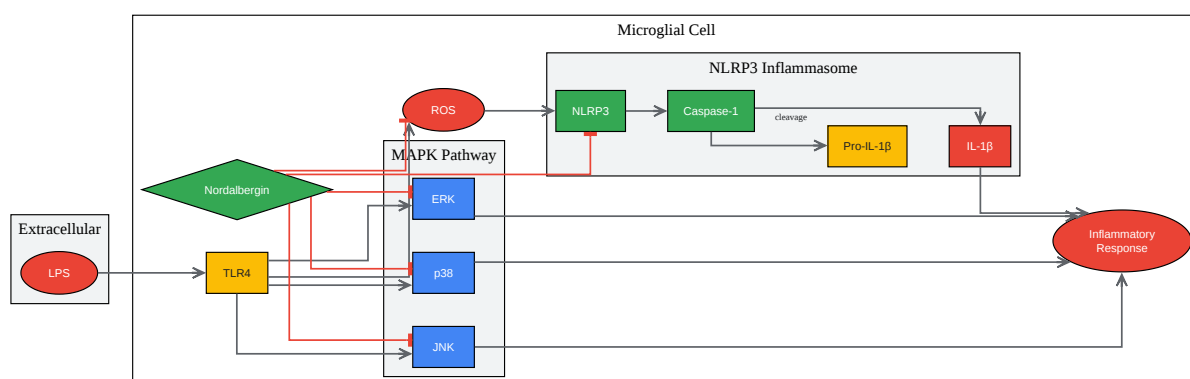 Microglial Cell
NLRP3 Inflammasome
ROS
NLRP3
Caspase-1
cleavage
Pro-IL-1β
IL-1β
MAPK Pathway
Nordalbergin
ERK
Extracellular
LPS
TLR4
p38
JNK
Inflammatory
Response